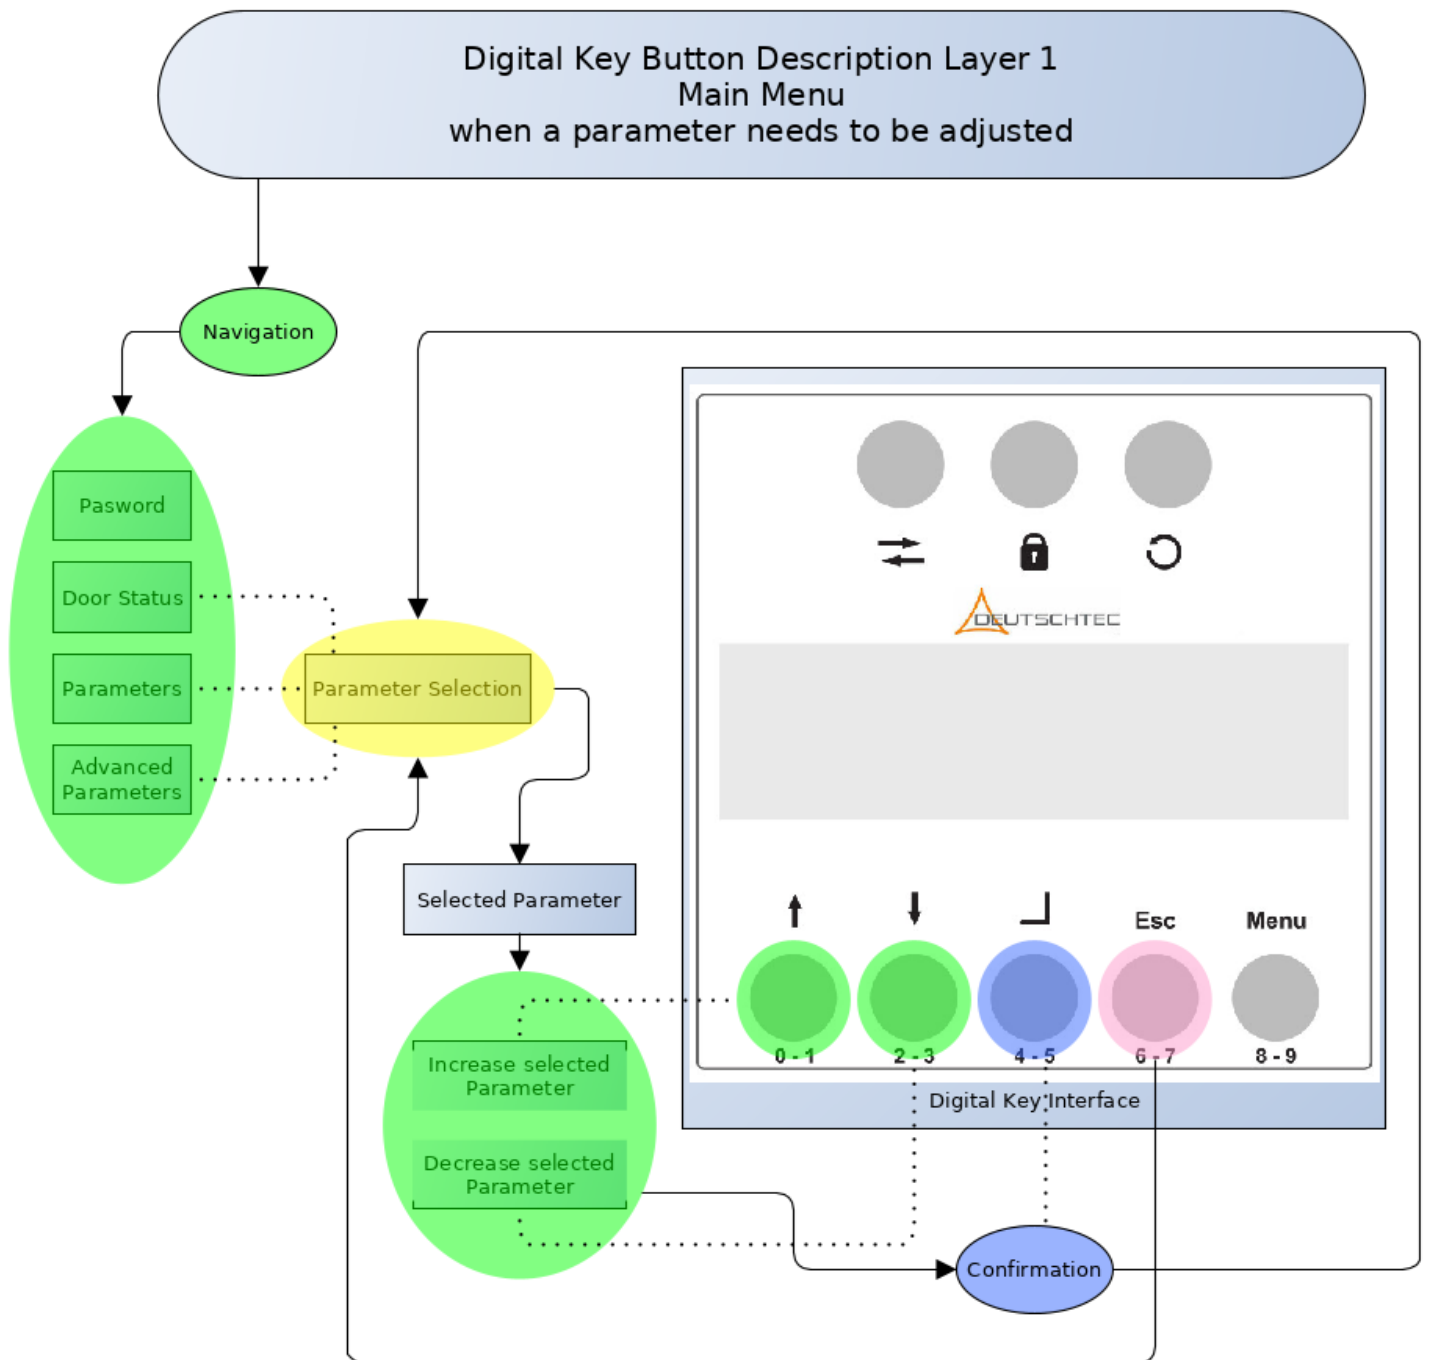 Digital Key Button Description Layer 1
Main Menu
when a parameter needs to be adjusted
Navigation
Pasword
Door Status
Parameters
Advanced
Parameters
Parameter Selection
Selected Parameter
Increase selected
Parameter
Decrease selected
Parameter
DEUTSCHTEC
Esc
Menu
0 - 1
2 - 3
4 - 5
6 - 7
8 - 9
Digital Key Interface
Confirmation